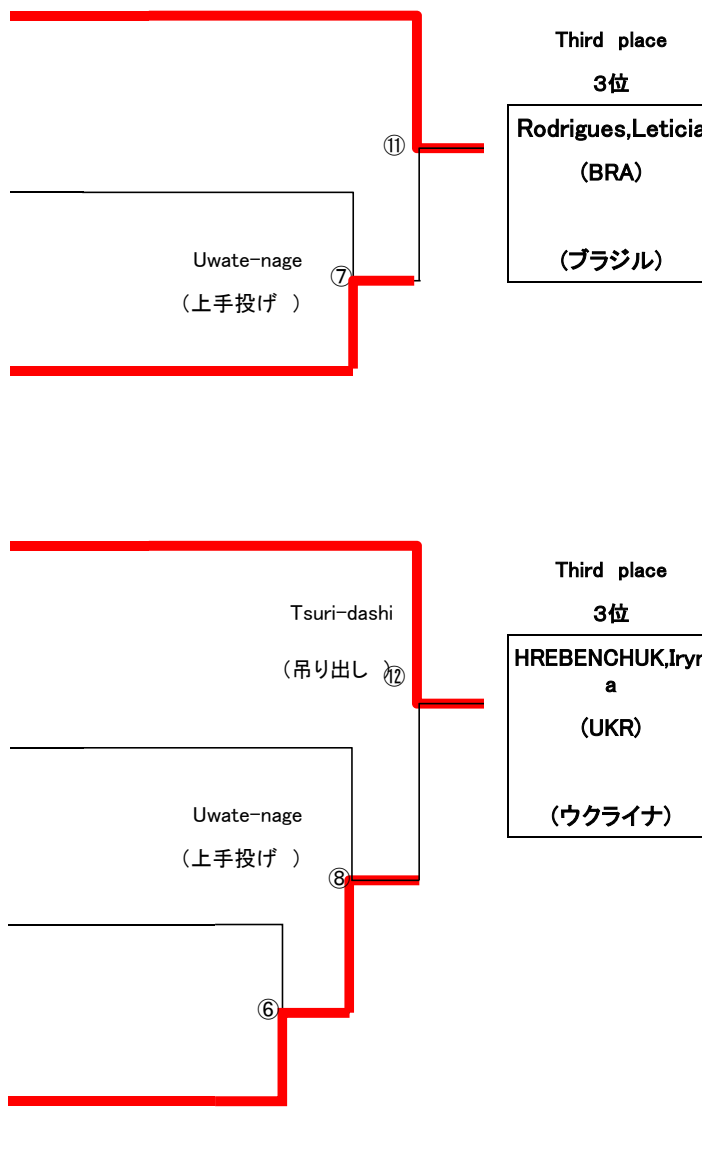 Third place
3位
Rodrigues,Leticia
(BRA)
(ブラジル)
⑪
Uwate-nage
⑦
(上手投げ )
Third place
3位
Tsuri-dashi
(吊り出し )
⑫
HREBENCHUK,Iryn
a
(UKR)
(ウクライナ)
Uwate-nage
(上手投げ )
⑧
⑥